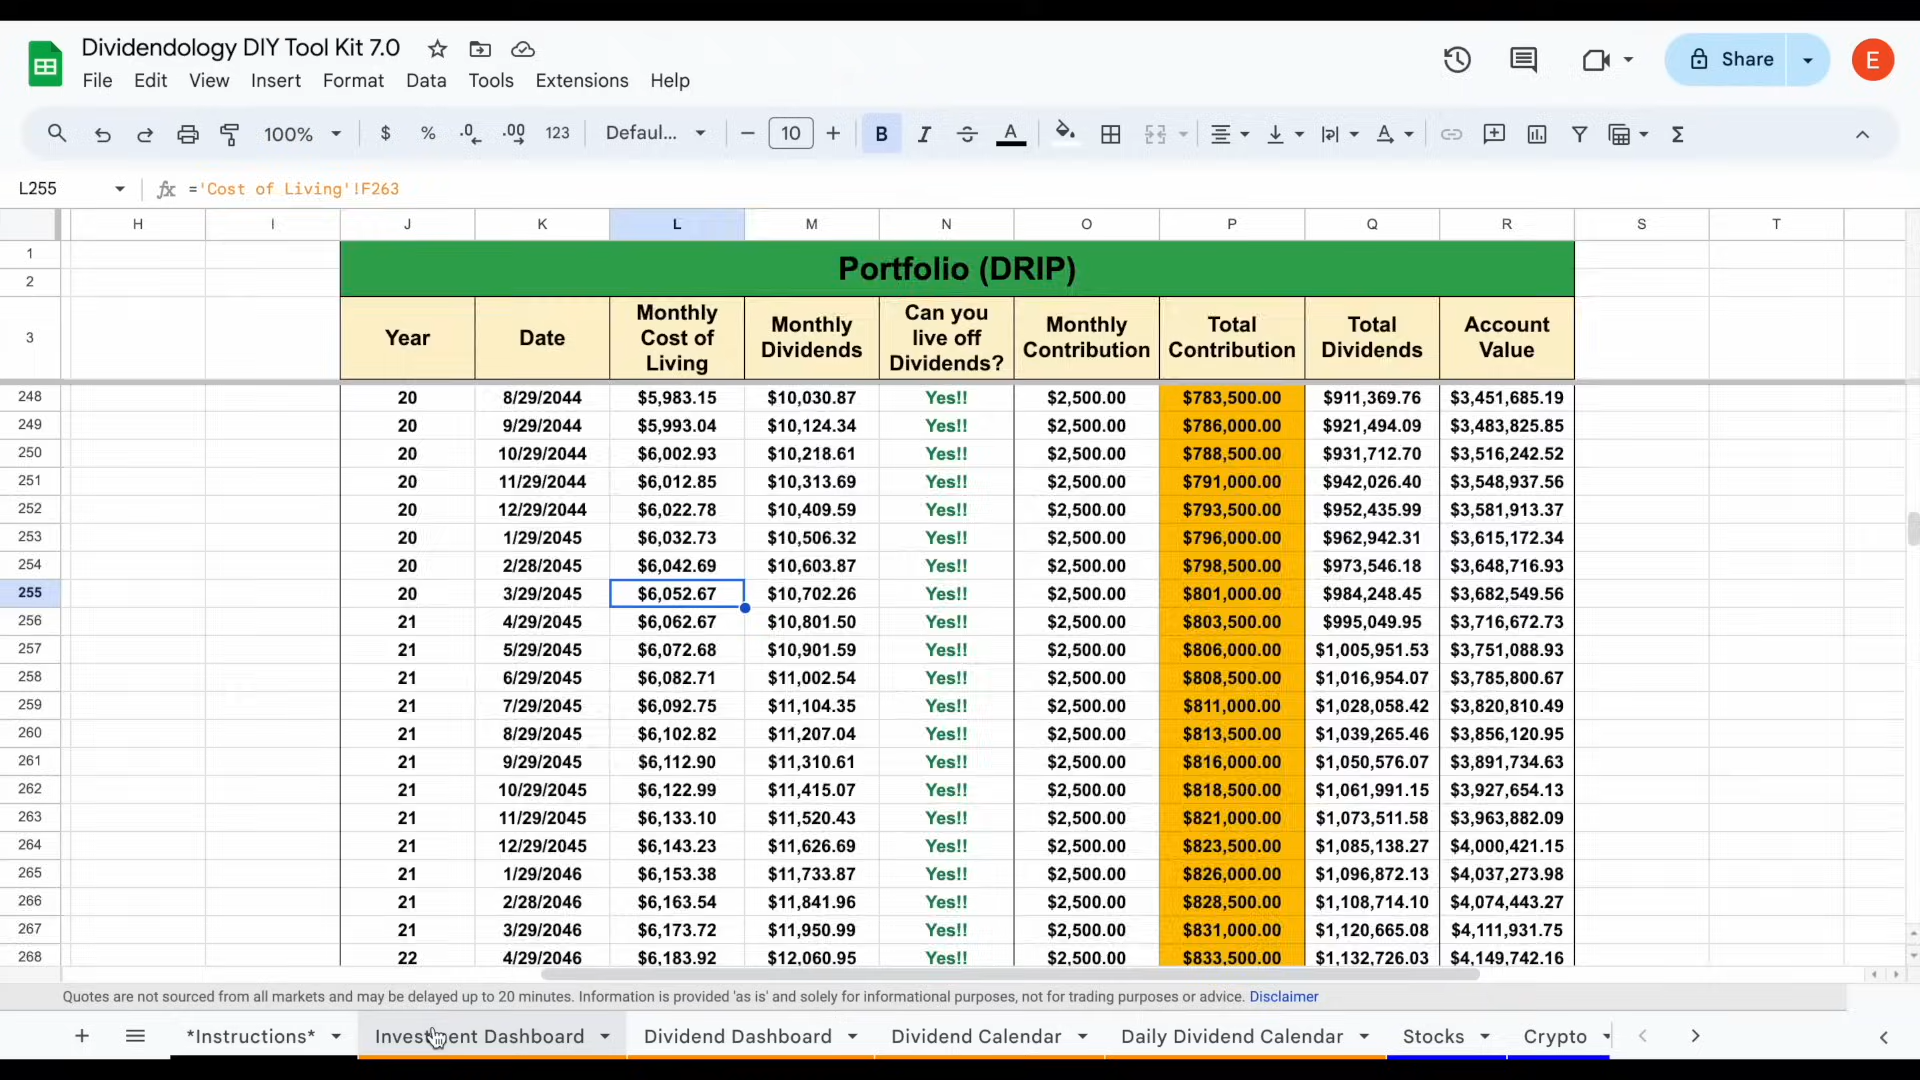 Dividendology DIY Tool Kit 7.0
File Edit View Insert Format Data Tools Extensions Help
Share
E
100% $ % .0 .00 123 Defaul... 10 B I A
L255 ='Cost of Living'!F263
H I J K L M N O P Q R S T
1 Portfolio (DRIP)
2
3 Year Date Monthly Cost of Living Monthly Dividends Can you live off Dividends? Monthly Contribution Total Contribution Total Dividends Account Value
248 20 8/29/2044 $5,983.15 $10,030.87 Yes!! $2,500.00 $783,500.00 $911,369.76 $3,451,685.19
249 20 9/29/2044 $5,993.04 $10,124.34 Yes!! $2,500.00 $786,000.00 $921,494.09 $3,483,825.85
250 20 10/29/2044 $6,002.93 $10,218.61 Yes!! $2,500.00 $788,500.00 $931,712.70 $3,516,242.52
251 20 11/29/2044 $6,012.85 $10,313.69 Yes!! $2,500.00 $791,000.00 $942,026.40 $3,548,937.56
252 20 12/29/2044 $6,022.78 $10,409.59 Yes!! $2,500.00 $793,500.00 $952,435.99 $3,581,913.37
253 20 1/29/2045 $6,032.73 $10,506.32 Yes!! $2,500.00 $796,000.00 $962,942.31 $3,615,172.34
254 20 2/28/2045 $6,042.69 $10,603.87 Yes!! $2,500.00 $798,500.00 $973,546.18 $3,648,716.93
255 20 3/29/2045 $6,052.67 $10,702.26 Yes!! $2,500.00 $801,000.00 $984,248.45 $3,682,549.56
256 21 4/29/2045 $6,062.67 $10,801.50 Yes!! $2,500.00 $803,500.00 $995,049.95 $3,716,672.73
257 21 5/29/2045 $6,072.68 $10,901.59 Yes!! $2,500.00 $806,000.00 $1,005,951.53 $3,751,088.93
258 21 6/29/2045 $6,082.71 $11,002.54 Yes!! $2,500.00 $808,500.00 $1,016,954.07 $3,785,800.67
259 21 7/29/2045 $6,092.75 $11,104.35 Yes!! $2,500.00 $811,000.00 $1,028,058.42 $3,820,810.49
260 21 8/29/2045 $6,102.82 $11,207.04 Yes!! $2,500.00 $813,500.00 $1,039,265.46 $3,856,120.95
261 21 9/29/2045 $6,112.90 $11,310.61 Yes!! $2,500.00 $816,000.00 $1,050,576.07 $3,891,734.63
262 21 10/29/2045 $6,122.99 $11,415.07 Yes!! $2,500.00 $818,500.00 $1,061,991.15 $3,927,654.13
263 21 11/29/2045 $6,133.10 $11,520.43 Yes!! $2,500.00 $821,000.00 $1,073,511.58 $3,963,882.09
264 21 12/29/2045 $6,143.23 $11,626.69 Yes!! $2,500.00 $823,500.00 $1,085,138.27 $4,000,421.15
265 21 1/29/2046 $6,153.38 $11,733.87 Yes!! $2,500.00 $826,000.00 $1,096,872.13 $4,037,273.98
266 21 2/28/2046 $6,163.54 $11,841.96 Yes!! $2,500.00 $828,500.00 $1,108,714.10 $4,074,443.27
267 21 3/29/2046 $6,173.72 $11,950.99 Yes!! $2,500.00 $831,000.00 $1,120,665.08 $4,111,931.75
268 22 4/29/2046 $6,183.92 $12,060.95 Yes!! $2,500.00 $833,500.00 $1,132,726.03 $4,149,742.16
Quotes are not sourced from all markets and may be delayed up to 20 minutes. Information is provided 'as is' and solely for informational purposes, not for trading purposes or advice. Disclaimer
*Instructions* Investment Dashboard Dividend Dashboard Dividend Calendar Daily Dividend Calendar Stocks Crypto